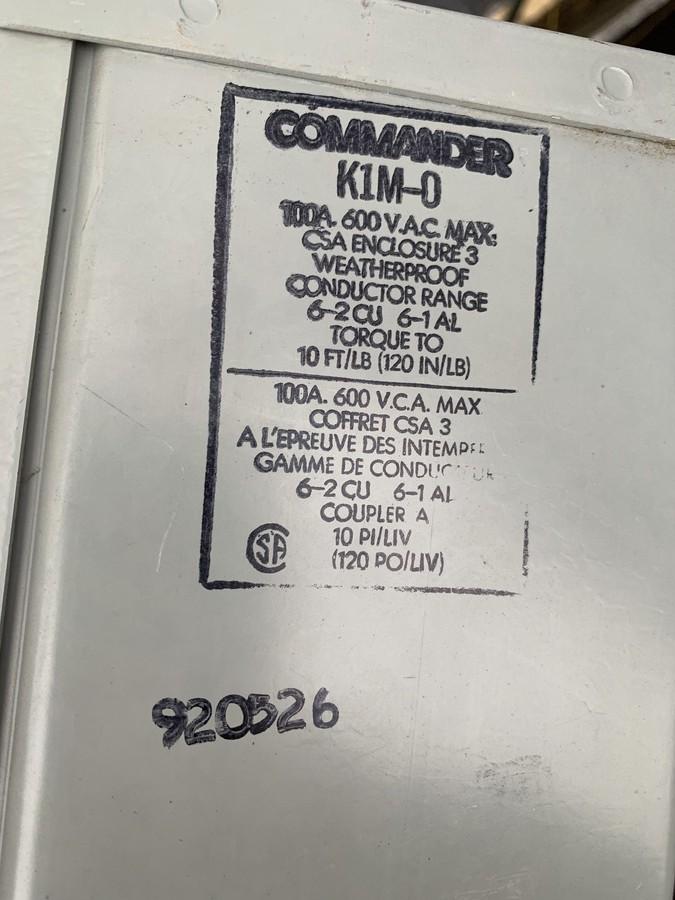 COMMANDER
K1M-0
100A. 600 V.A.C. MAX.
CSA ENCLOSURE 3
WEATHERPROOF
CONDUCTOR RANGE
6-2 CU 6-1 AL
TORQUE TO
10 FT/LB (120 IN/LB)
100A. 600 V.C.A. MAX
COFFRET CSA 3
A L'EPREUVE DES
GAMME DE
6-2 CU 6-1 AL
COUPLER A
10 PI/LIV
(120 PO/LIV)
SA
920526